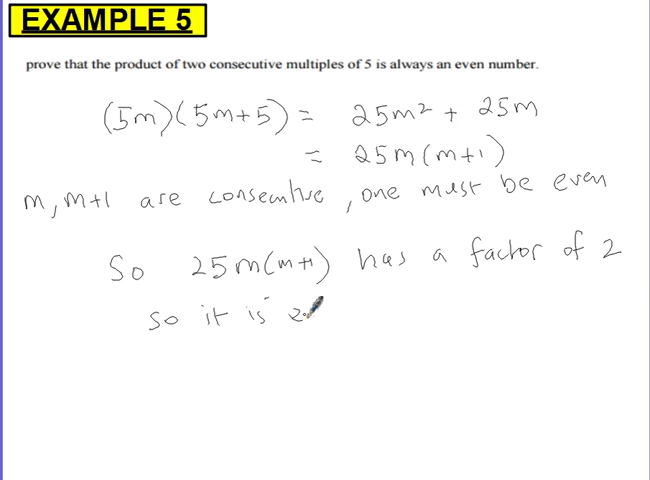 EXAMPLE 5
prove that the product of two consecutive multiples of 5 is always an even number.
(5m)(5m+5) = 25m² + 25m
= 25m(m+1)
m, m+1 are consecutive, one must be even
So 25m(m+1) has a factor of 2
so it is